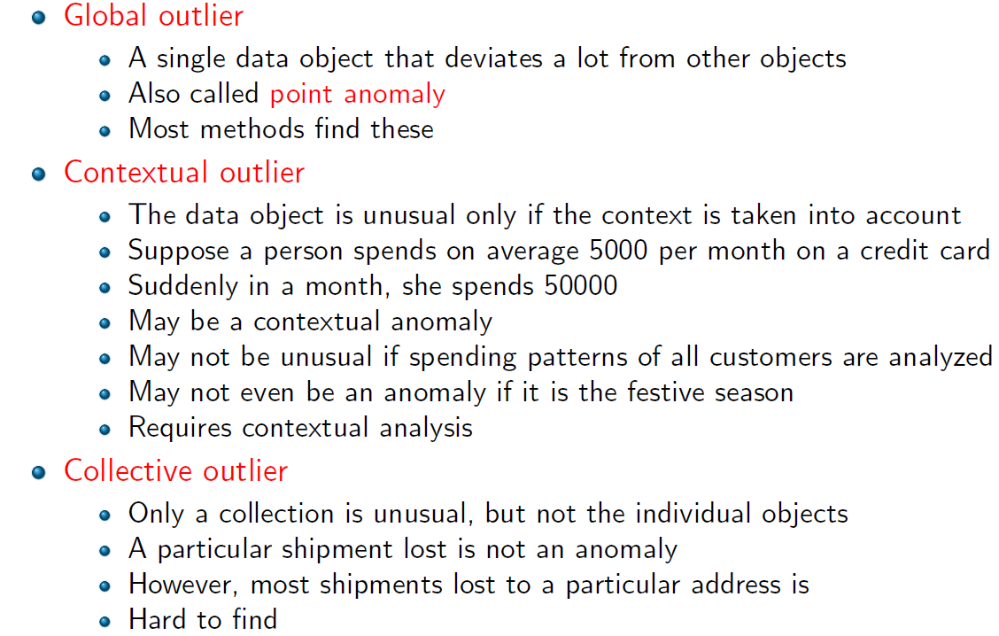 Global outlier
A single data object that deviates a lot from other objects
Also called point anomaly
Most methods find these
Contextual outlier
The data object is unusual only if the context is taken into account
Suppose a person spends on average 5000 per month on a credit card
Suddenly in a month, she spends 50000
May be a contextual anomaly
May not be unusual if spending patterns of all customers are analyzed
May not even be an anomaly if it is the festive season
Requires contextual analysis
Collective outlier
Only a collection is unusual, but not the individual objects
A particular shipment lost is not an anomaly
However, most shipments lost to a particular address is
Hard to find